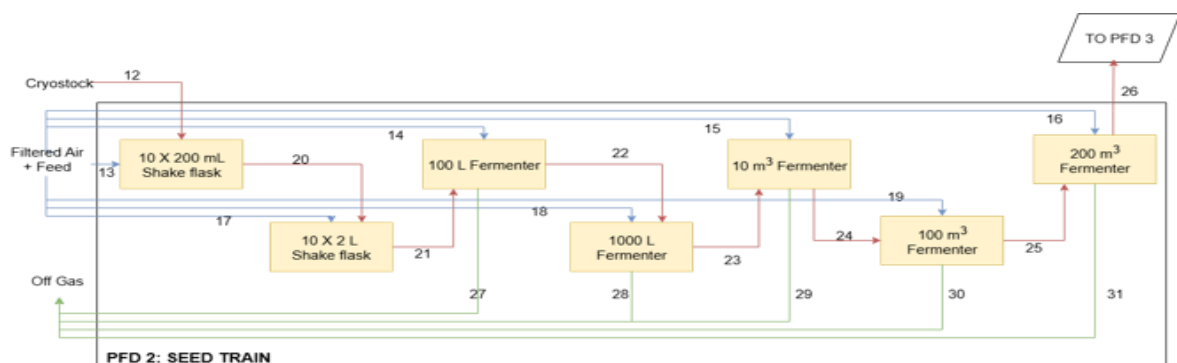 TO PFD 3
12
Cryostock
26
16
14
15
Filtered Air
+ Feed
13
10 X 200 mL
Shake flask
20
100 L Fermenter
22
10 m³ Fermenter
200 m³
Fermenter
17
18
19
10 X 2 L
Shake flask
21
1000 L
Fermenter
23
24
100 m³
Fermenter
25
Off Gas
27
28
29
30
31
PFD 2: SEED TRAIN